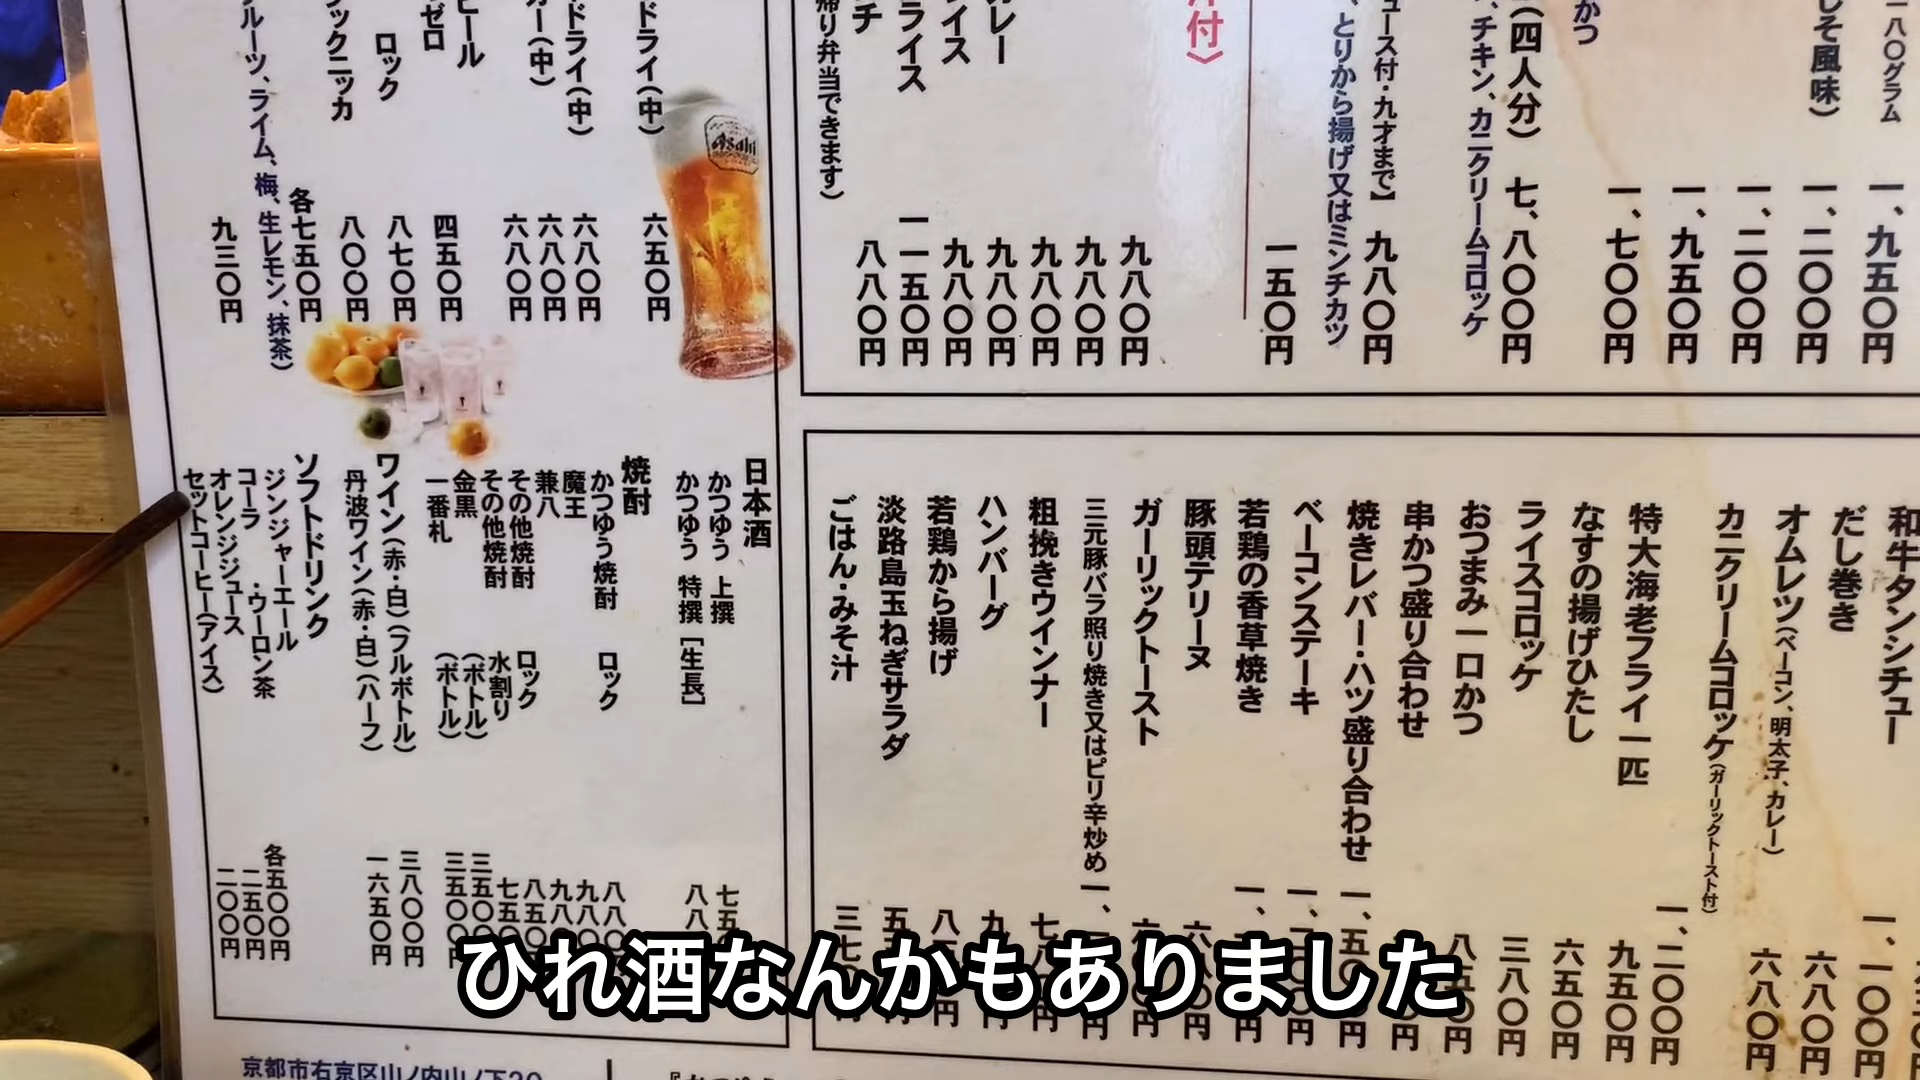 一八〇グラム
しそ風味)
かつ
(四人分) 七、八〇〇円
、チキン、カニクリームコロッケ
ュース付・九才まで】 九八〇円
、とりから揚げ又はミンチカツ
一五〇円
一、九五〇円
一、二〇〇円
一、二〇〇円
一、九五〇円
一、七〇〇円
付》
カレー
イス
ライス
チ
帰り弁当できます)
九八〇円
九八〇円
九八〇円
九八〇円
九八〇円
一一五〇円
八八〇円
Asahi
ドライ(中) 六五〇円
ドライ(中) 六八〇円
ー(中) 六八〇円
六八〇円
ビール 四五〇円
ゼロ
ロック 八七〇円
ックニッカ 八〇〇円
各七五〇円
ルーツ、ライム、梅、生レモン、抹茶)
九三〇円
和牛タンシチュー
だし巻き
オムレツ(ベーコン、明太子、カレー)
カニクリームコロッケ(ガーリックトースト付)
特大海老フライ一匹
なすの揚げひたし
ライスコロッケ
おつまみ一口かつ
串かつ盛り合わせ
焼きレバー・ハツ盛り合わせ
ベーコンステーキ
若鶏の香草焼き
豚頭テリーヌ
ガーリックトースト
三元豚バラ照り焼き又はピリ辛炒め
粗挽きウインナー
ハンバーグ
若鶏から揚げ
淡路島玉ねぎサラダ
ごはん・みそ汁
一、一〇〇円
六八〇円
六八〇円
一、二〇〇円
九五〇円
六五〇円
三八〇円
八五〇円
日本酒
かつゆう 上撰
かつゆう 特撰 [生長]
焼酎
かつゆう焼酎 ロック
魔王
兼八
その他焼酎 ロック
その他焼酎 水割り
金黒 (ボトル)
一番札 (ボトル)
ワイン(赤・白)(フルボトル) 三八〇〇円
丹波ワイン(赤・白)(ハーフ) 一六五〇円
ソフトドリンク
ジンジャーエール 各五〇〇円
コーラ ・ウーロン茶
オレンジジュース 二五〇円
セットコーヒー(アイス) 二〇〇円
ひれ酒なんかもありました